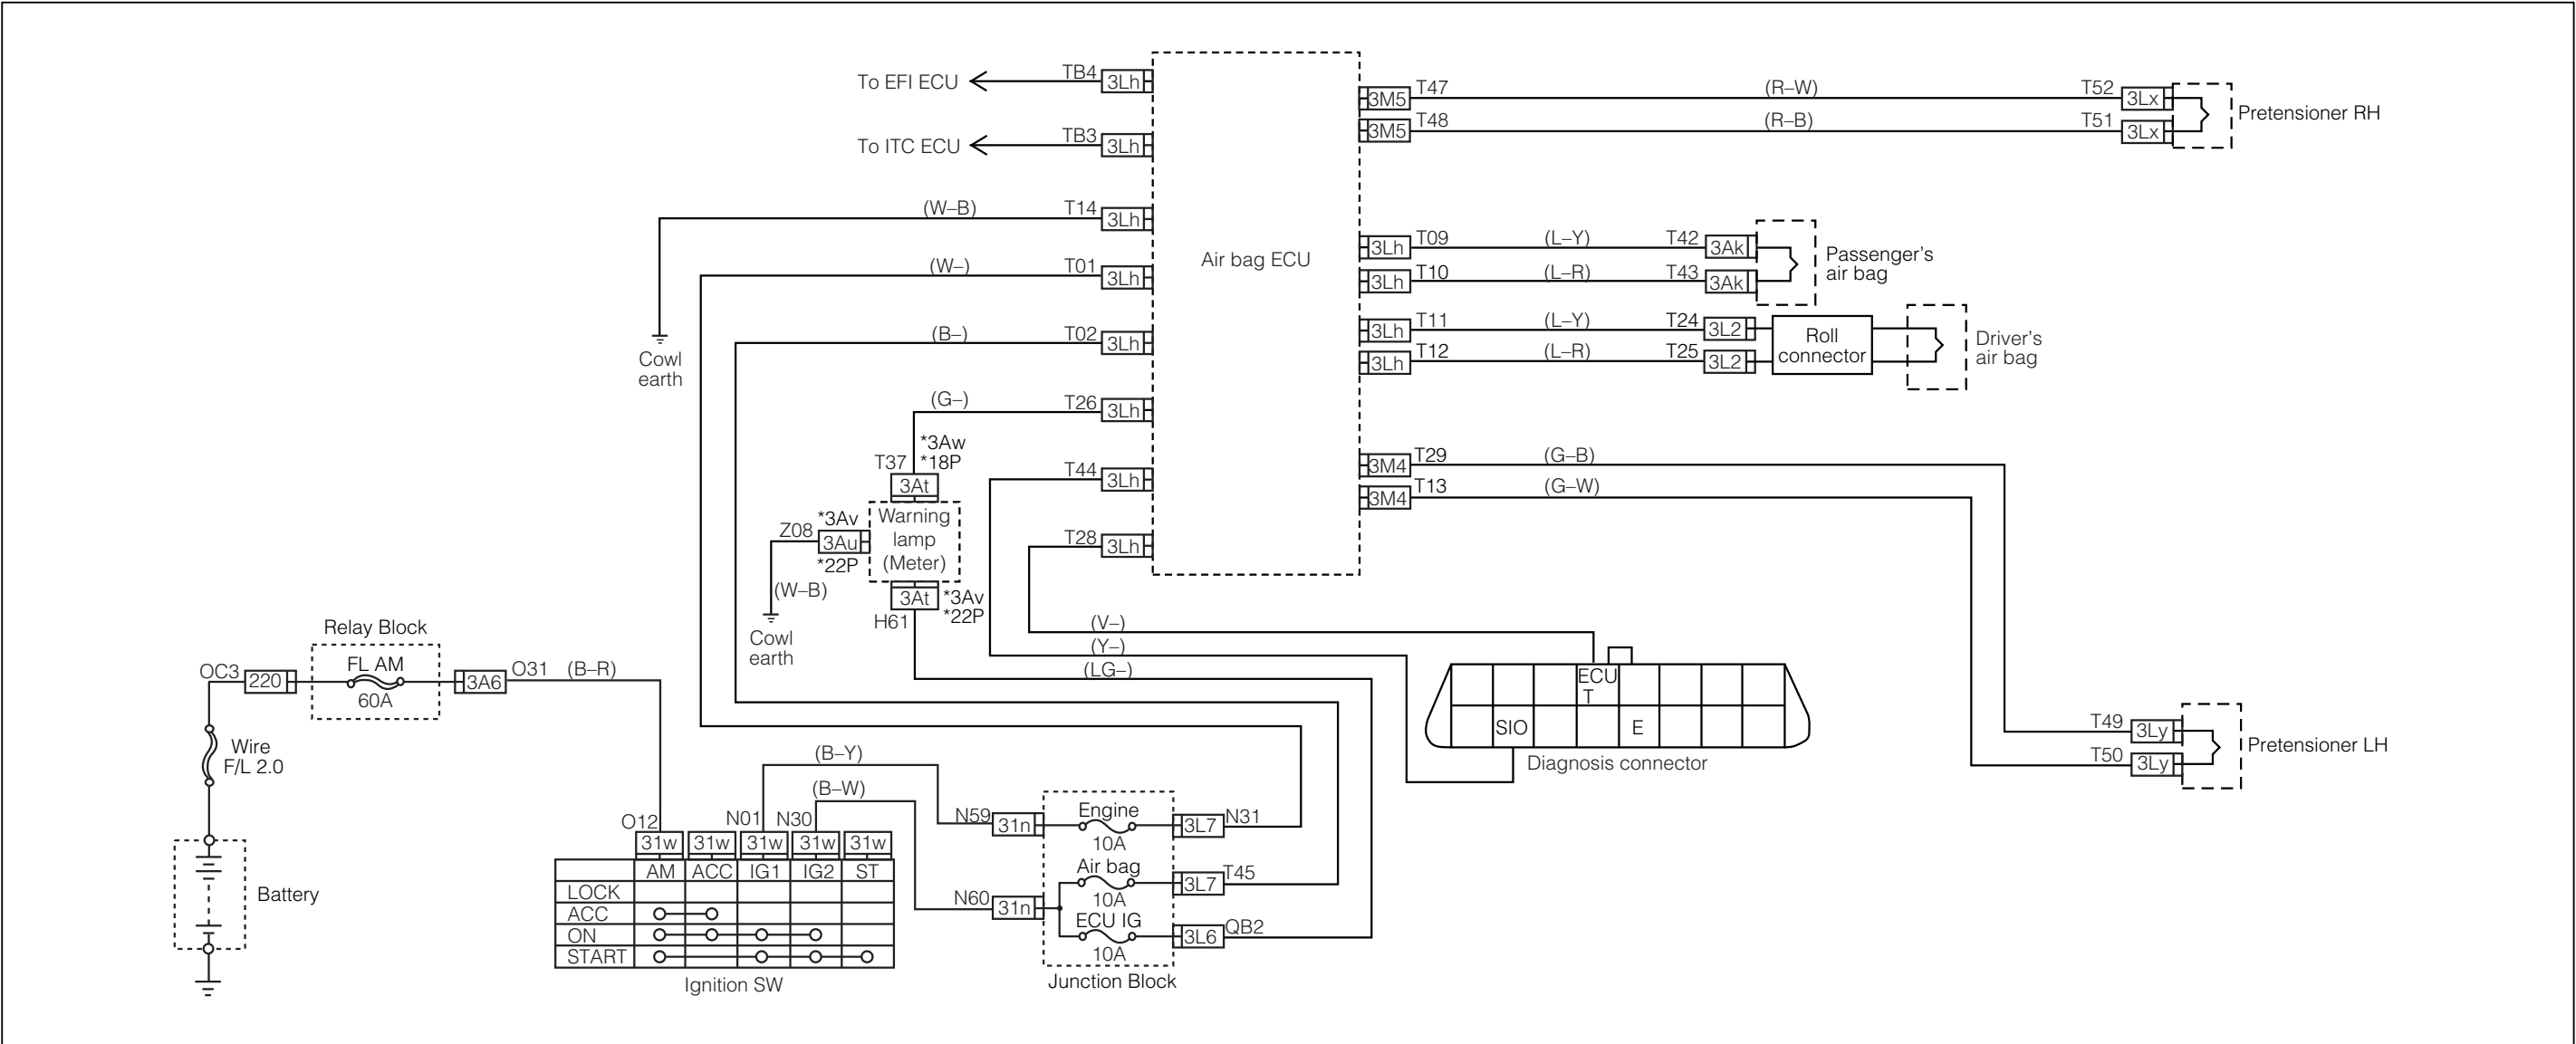 To EFI ECU TB4 3Lh
To ITC ECU TB3 3Lh
(W–B) T14 3Lh
Cowl
earth
(W–) T01 3Lh
(B–) T02 3Lh
(G–) T26 3Lh
T44 3Lh
T28 3Lh
Air bag ECU
3M5 T47 (R–W) T52 3Lx
3M5 T48 (R–B) T51 3Lx
Pretensioner RH
3Lh T09 (L–Y) T42 3Ak
3Lh T10 (L–R) T43 3Ak
Passenger’s
air bag
3Lh T11 (L–Y) T24 3L2
3Lh T12 (L–R) T25 3L2
Roll
connector
Driver’s
air bag
3M4 T29 (G–B)
3M4 T13 (G–W)
T49 3Ly
T50 3Ly
Pretensioner LH
*3Aw
T37 *18P
3At
Warning
lamp
(Meter)
*3Av
Z08 3Au
*22P
(W–B)
Cowl
earth
3At *3Av
*22P
H61
(V–)
(Y–)
(LG–)
ECU
T
SIO E
Diagnosis connector
Relay Block
OC3 220 FL AM 3A6 O31 (B–R)
60A
Wire
F/L 2.0
Battery
(B–Y)
(B–W)
O12 N01 N30
31w 31w 31w 31w 31w
AM ACC IG1 IG2 ST
LOCK
ACC
ON
START
Ignition SW
N59 31n Engine 3L7 N31
10A
Air bag 3L7 T45
10A
N60 31n
ECU IG 3L6 QB2
10A
Junction Block